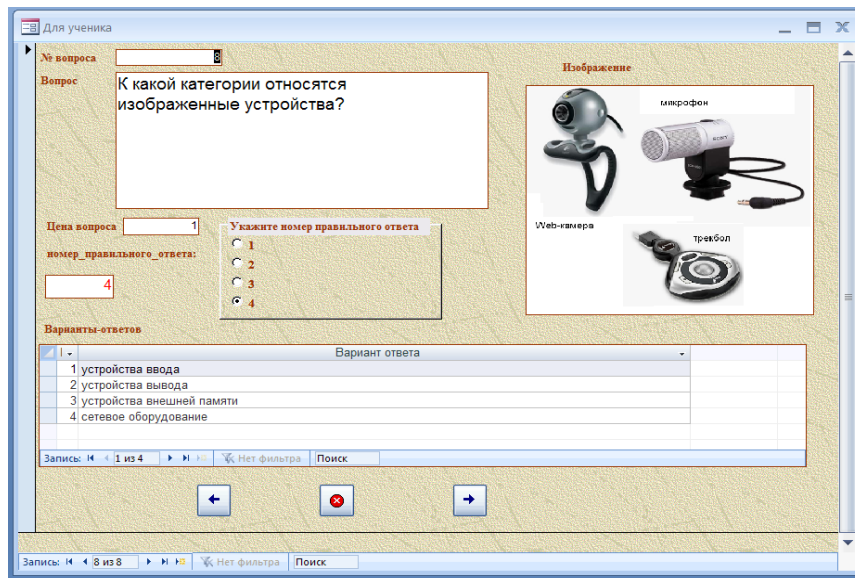 Для ученика
№ вопроса 8
Вопрос
К какой категории относятся
изображенные устройства?
Изображение
микрофон
SONY
Web-камера
трекбол
Цена вопроса 1
Укажите номер правильного ответа
1
2
3
4
номер_правильного_ответа:
4
Варианты-ответов
Вариант ответа
1 устройства ввода
2 устройства вывода
3 устройства внешней памяти
4 сетевое оборудование
Запись: 1 из 4 Нет фильтра Поиск
Запись: 8 из 8 Нет фильтра Поиск